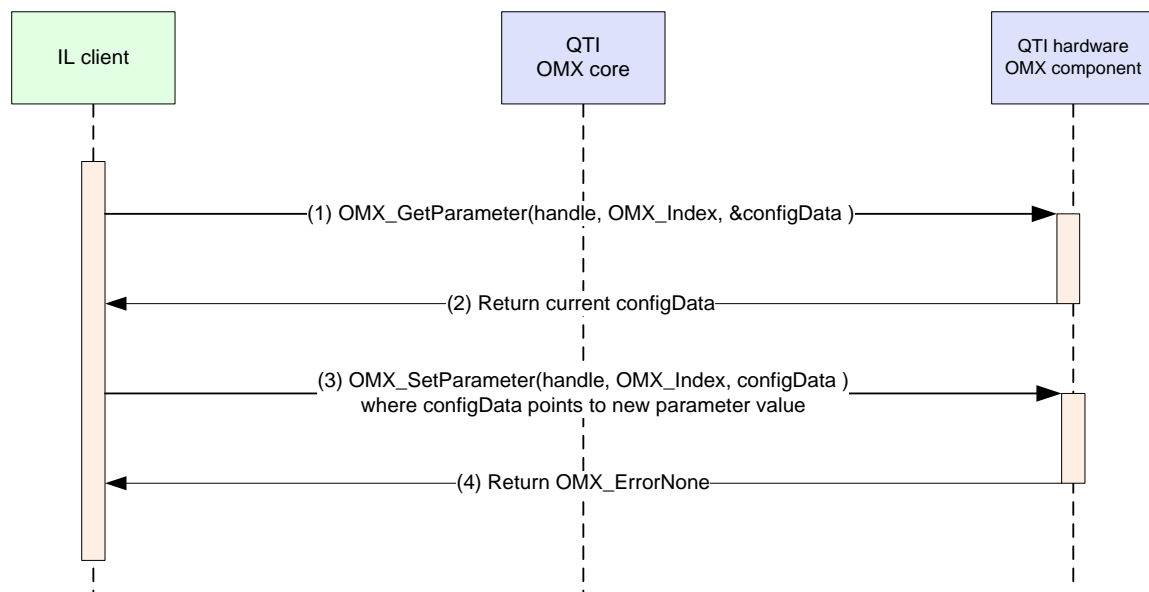 IL client
QTI
OMX core
QTI hardware
OMX component
(1) OMX_GetParameter(handle, OMX_Index, &configData )
(2) Return current configData
(3) OMX_SetParameter(handle, OMX_Index, configData )
where configData points to new parameter value
(4) Return OMX_ErrorNone